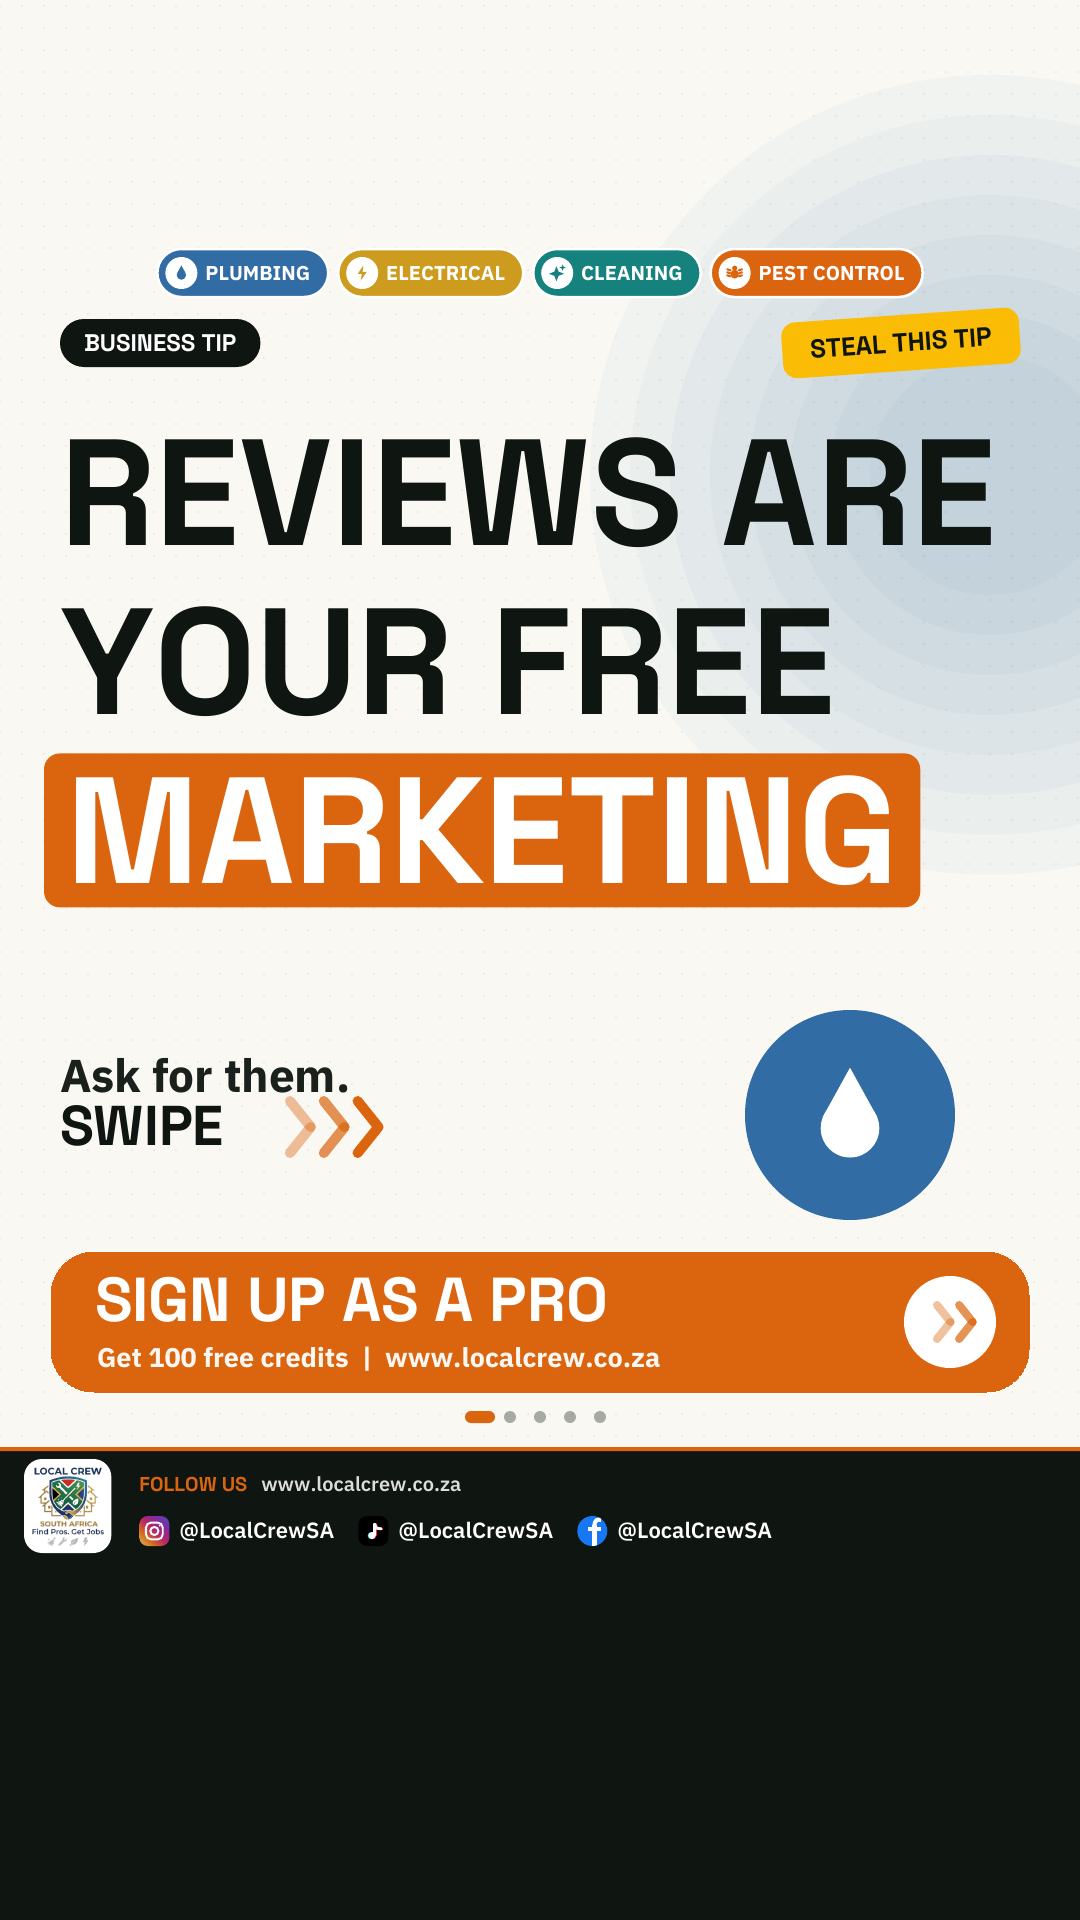 PLUMBING ELECTRICAL CLEANING PEST CONTROL
BUSINESS TIP
STEAL THIS TIP
REVIEWS ARE
YOUR FREE
MARKETING
Ask for them.
SWIPE
SIGN UP AS A PRO
Get 100 free credits | www.localcrew.co.za
LOCAL CREW
SOUTH AFRICA
Find Pros. Get Jobs
FOLLOW US www.localcrew.co.za
@LocalCrewSA @LocalCrewSA @LocalCrewSA